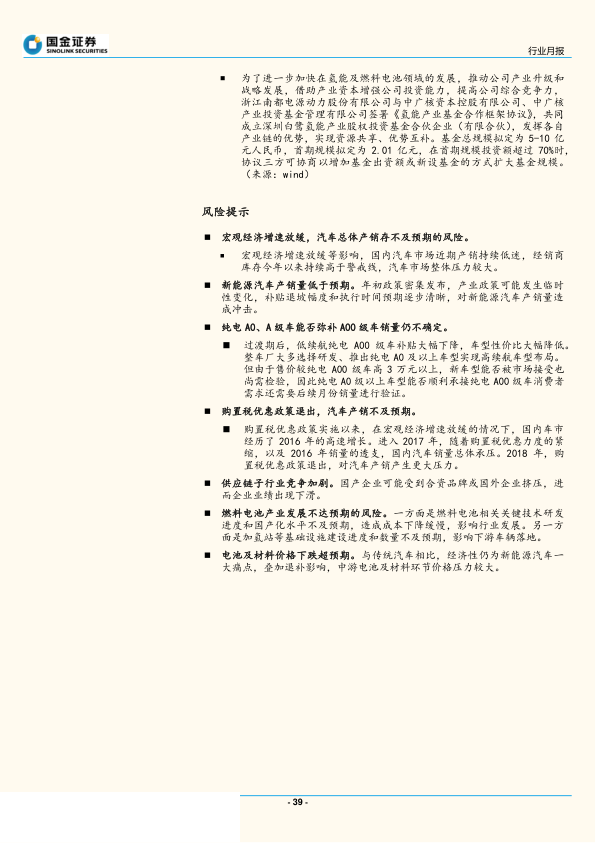 国金证券
SINOLINK SECURITIES
行业月报
■ 为了进一步加快在氢能及燃料电池领域的发展，推动公司产业升级和
战略发展，借助产业资本增强公司投资能力，提高公司综合竞争力，
浙江南都电源动力股份有限公司与中广核资本控股有限公司、中广核
产业投资基金管理有限公司签署《氢能产业基金合作框架协议》，共同
成立深圳白鹭氢能产业股权投资基金合伙企业（有限合伙），发挥各自
产业链的优势，实现资源共享、优势互补。基金总规模拟定为 5-10 亿
元人民币，首期规模拟定为 2.01 亿元，在首期规模投资额超过 70%时，
协议三方可协商以增加基金出资额或新设基金的方式扩大基金规模。
（来源：wind）
风险提示
■ 宏观经济增速放缓，汽车总体产销存不及预期的风险。
■ 宏观经济增速放缓等影响，国内汽车市场近期产销持续低迷，经销商
库存今年以来持续高于警戒线，汽车市场整体压力较大。
■ 新能源汽车产销量低于预期。年初政策密集发布，产业政策可能发生临时
性变化，补贴退坡幅度和执行时间预期逐步清晰，对新能源汽车产销量造
成冲击。
■ 纯电 A0、A 级车能否弥补 A00 级车销量仍不确定。
■ 过渡期后，低续航纯电 A00 级车补贴大幅下降，车型性价比大幅降低。
整车厂大多选择研发、推出纯电 A0 及以上车型实现高续航车型布局。
但由于售价较纯电 A00 级车高 3 万元以上，新车型能否被市场接受也
尚需检验，因此纯电 A0 级以上车型能否顺利承接纯电 A00 级车消费者
需求还需要后续月份销量进行验证。
■ 购置税优惠政策退出，汽车产销不及预期。
■ 购置税优惠政策实施以来，在宏观经济增速放缓的情况下，国内车市
经历了 2016 年的高速增长。进入 2017 年，随着购置税优惠力度的紧
缩，以及 2016 年销量的透支，国内汽车销量总体承压。2018 年，购
置税优惠政策退出，对汽车产销产生更大压力。
■ 供应链子行业竞争加剧。国产企业可能受到合资品牌或国外企业挤压，进
而企业业绩出现下滑。
■ 燃料电池产业发展不达预期的风险。一方面是燃料电池相关关键技术研发
进度和国产化水平不及预期，造成成本下降缓慢，影响行业发展。另一方
面是加氢站等基础设施建设进度和数量不及预期，影响下游车辆落地。
■ 电池及材料价格下跌超预期。与传统汽车相比，经济性仍为新能源汽车一
大痛点，叠加退补影响，中游电池及材料环节价格压力较大。
- 39 -